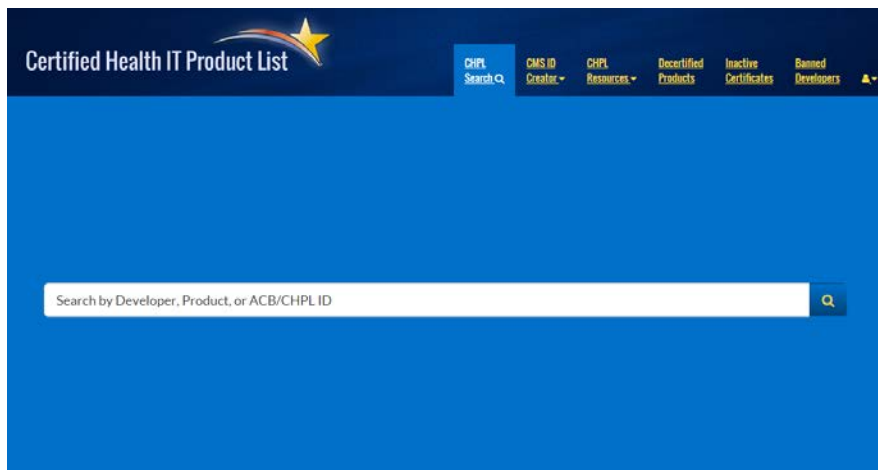 Certified Health IT Product List
CHPL
Search
CMS ID
Creator
CHPL
Resources
Decertified
Products
Inactive
Certificates
Banned
Developers
Search by Developer, Product, or ACB/CHPL ID